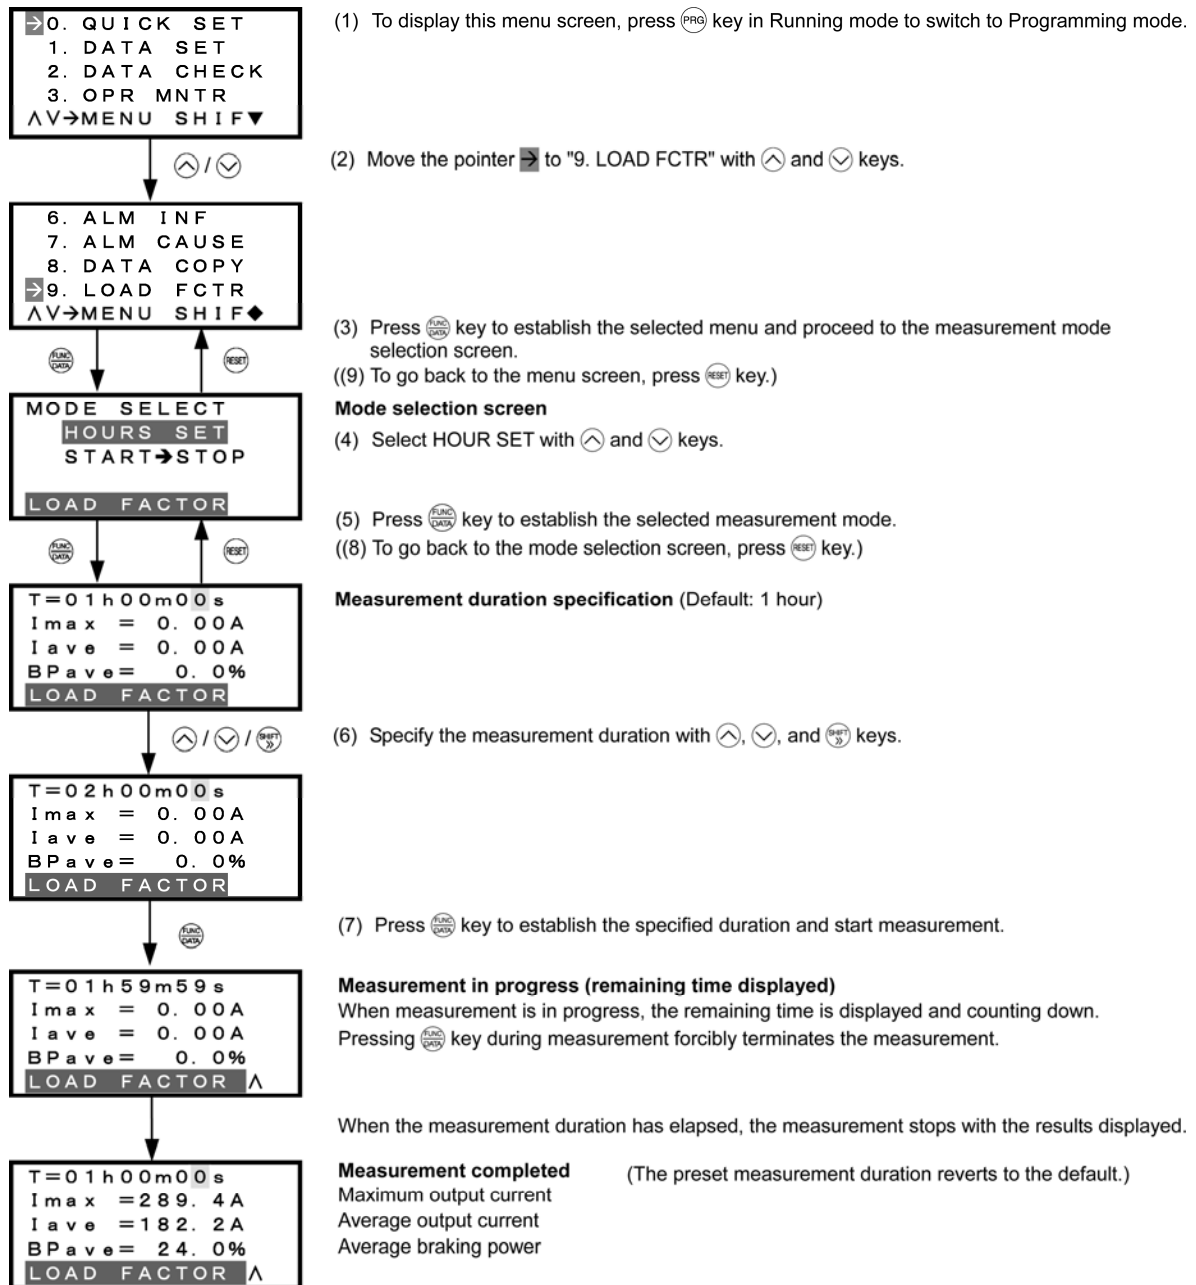 →0. QUICK SET
1. DATA SET
2. DATA CHECK
3. OPR MNTR
∧∨→MENU SHIF▼
(1) To display this menu screen, press PRG key in Running mode to switch to Programming mode.
∧ / ∨
(2) Move the pointer → to "9. LOAD FCTR" with ∧ and ∨ keys.
6. ALM INF
7. ALM CAUSE
8. DATA COPY
→9. LOAD FCTR
∧∨→MENU SHIF◆
FUNC DATA
RESET
(3) Press FUNC DATA key to establish the selected menu and proceed to the measurement mode
selection screen.
((9) To go back to the menu screen, press RESET key.)
MODE SELECT
HOURS SET
START→STOP
LOAD FACTOR
Mode selection screen
(4) Select HOUR SET with ∧ and ∨ keys.
FUNC DATA
RESET
(5) Press FUNC DATA key to establish the selected measurement mode.
((8) To go back to the mode selection screen, press RESET key.)
T=01h00m00s
Imax = 0.00A
Iave = 0.00A
BPave= 0.0%
LOAD FACTOR
Measurement duration specification (Default: 1 hour)
∧ / ∨ / SHIFT »
(6) Specify the measurement duration with ∧, ∨, and SHIFT » keys.
T=02h00m00s
Imax = 0.00A
Iave = 0.00A
BPave= 0.0%
LOAD FACTOR
FUNC DATA
(7) Press FUNC DATA key to establish the specified duration and start measurement.
T=01h59m59s
Imax = 0.00A
Iave = 0.00A
BPave= 0.0%
LOAD FACTOR ∧
Measurement in progress (remaining time displayed)
When measurement is in progress, the remaining time is displayed and counting down.
Pressing FUNC DATA key during measurement forcibly terminates the measurement.
When the measurement duration has elapsed, the measurement stops with the results displayed.
T=01h00m00s
Imax =289.4A
Iave =182.2A
BPave= 24.0%
LOAD FACTOR ∧
Measurement completed (The preset measurement duration reverts to the default.)
Maximum output current
Average output current
Average braking power